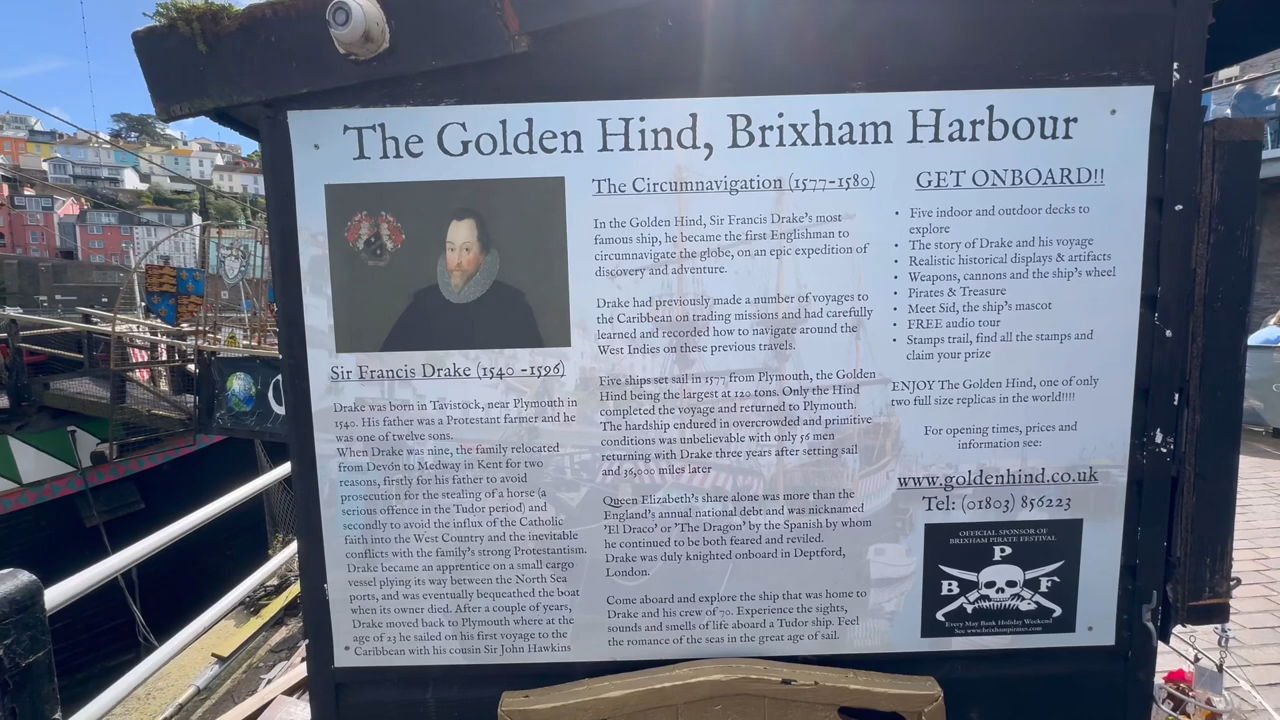 The Golden Hind, Brixham Harbour
Sir Francis Drake (1540 -1596)
Drake was born in Tavistock, near Plymouth in
1540. His father was a Protestant farmer and he
was one of twelve sons.
When Drake was nine, the family relocated
from Devon to Medway in Kent for two
reasons, firstly for his father to avoid
prosecution for the stealing of a horse (a
serious offence in the Tudor period) and
secondly to avoid the influx of the Catholic
faith into the West Country and the inevitable
conflicts with the family's strong Protestantism.
Drake became an apprentice on a small cargo
vessel plying its way between the North Sea
ports, and was eventually bequeathed the boat
when its owner died. After a couple of years,
Drake moved back to Plymouth where at the
age of 23 he sailed on his first voyage to the
Caribbean with his cousin Sir John Hawkins
The Circumnavigation (1577-1580)
In the Golden Hind, Sir Francis Drake's most
famous ship, he became the first Englishman to
circumnavigate the globe, on an epic expedition of
discovery and adventure.
Drake had previously made a number of voyages to
the Caribbean on trading missions and had carefully
learned and recorded how to navigate around the
West Indies on these previous travels.
Five ships set sail in 1577 from Plymouth, the Golden
Hind being the largest at 120 tons. Only the Hind
completed the voyage and returned to Plymouth.
The hardship endured in overcrowded and primitive
conditions was unbelievable with only 56 men
returning with Drake three years after setting sail
and 36,000 miles later
Queen Elizabeth's share alone was more than the
England's annual national debt and was nicknamed
'El Draco' or 'The Dragon' by the Spanish by whom
he continued to be both feared and reviled.
Drake was duly knighted onboard in Deptford,
London.
Come aboard and explore the ship that was home to
Drake and his crew of 70. Experience the sights,
sounds and smells of life aboard a Tudor ship. Feel
the romance of the seas in the great age of sail.
GET ONBOARD!!
• Five indoor and outdoor decks to
explore
• The story of Drake and his voyage
• Realistic historical displays & artifacts
• Weapons, cannons and the ship's wheel
• Pirates & Treasure
• Meet Sid, the ship's mascot
• FREE audio tour
• Stamps trail, find all the stamps and
claim your prize
ENJOY The Golden Hind, one of only
two full size replicas in the world!!!!
For opening times, prices and
information see:
www.goldenhind.co.uk
Tel: (01803) 856223
OFFICIAL SPONSOR OF
BRIXHAM PIRATE FESTIVAL
P
B F
Every May Bank Holiday Weekend
See www.brixhampirates.com